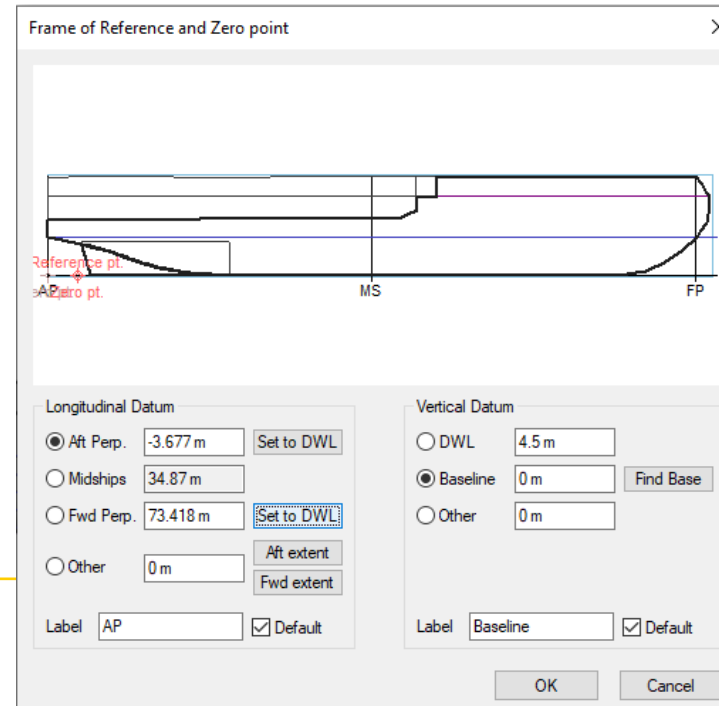 Frame of Reference and Zero point
Reference pt.
Zero pt.
AP
MS
FP
Longitudinal Datum
Aft Perp. -3.677 m Set to DWL
Midships 34.87 m
Fwd Perp. 73.418 m Set to DWL
Other 0 m Aft extent
Fwd extent
Label AP Default
Vertical Datum
DWL 4.5 m
Baseline 0 m Find Base
Other 0 m
Label Baseline Default
OK Cancel